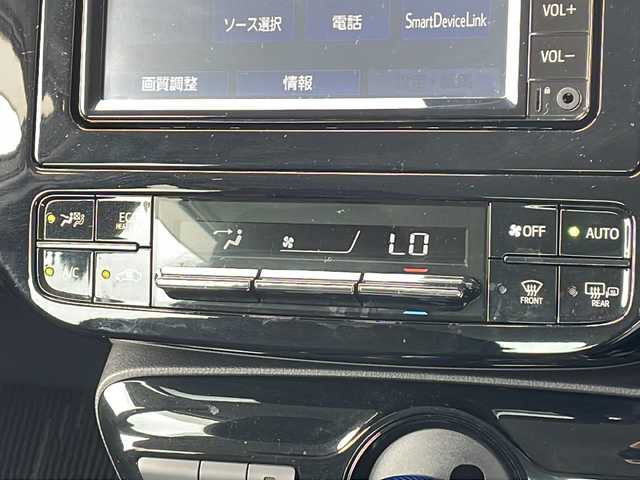 ソース選択 電話 SmartDeviceLink VOL+
VOL−
画質調整 情報
ECO LO OFF AUTO
HEAT
A/C FRONT REAR